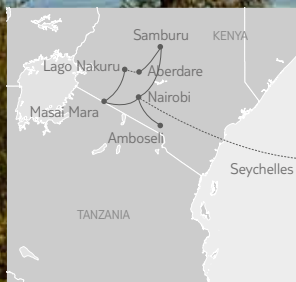 Samburu
KENYA
Lago Nakuru
Aberdare
Nairobi
Masai Mara
Amboseli
Seychelles
TANZANIA